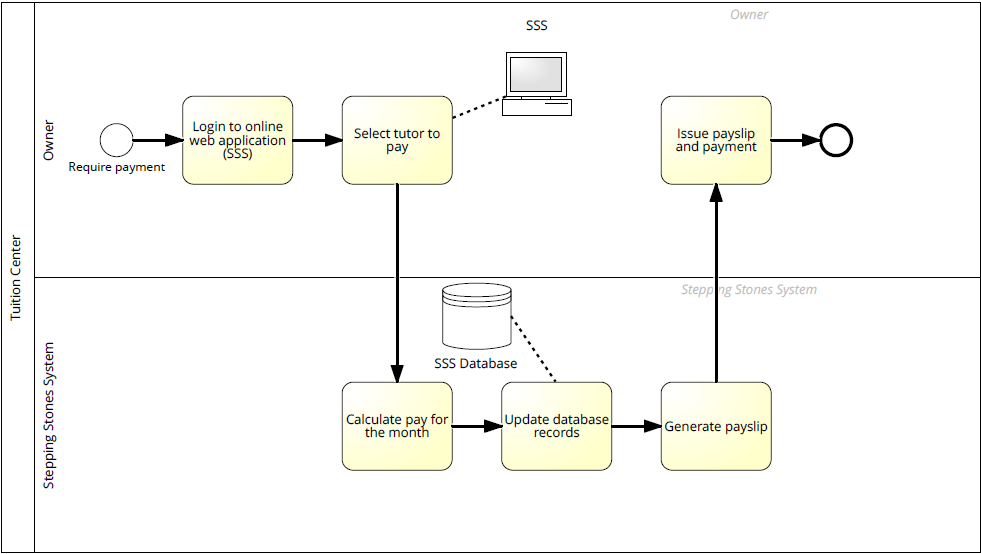 Owner
SSS
Owner
Login to online
web application
(SSS)
Select tutor to
pay
Issue payslip
and payment
Require payment
Tuition Center
Stepping Stones System
Stepping Stones System
SSS Database
Calculate pay for
the month
Update database
records
Generate payslip